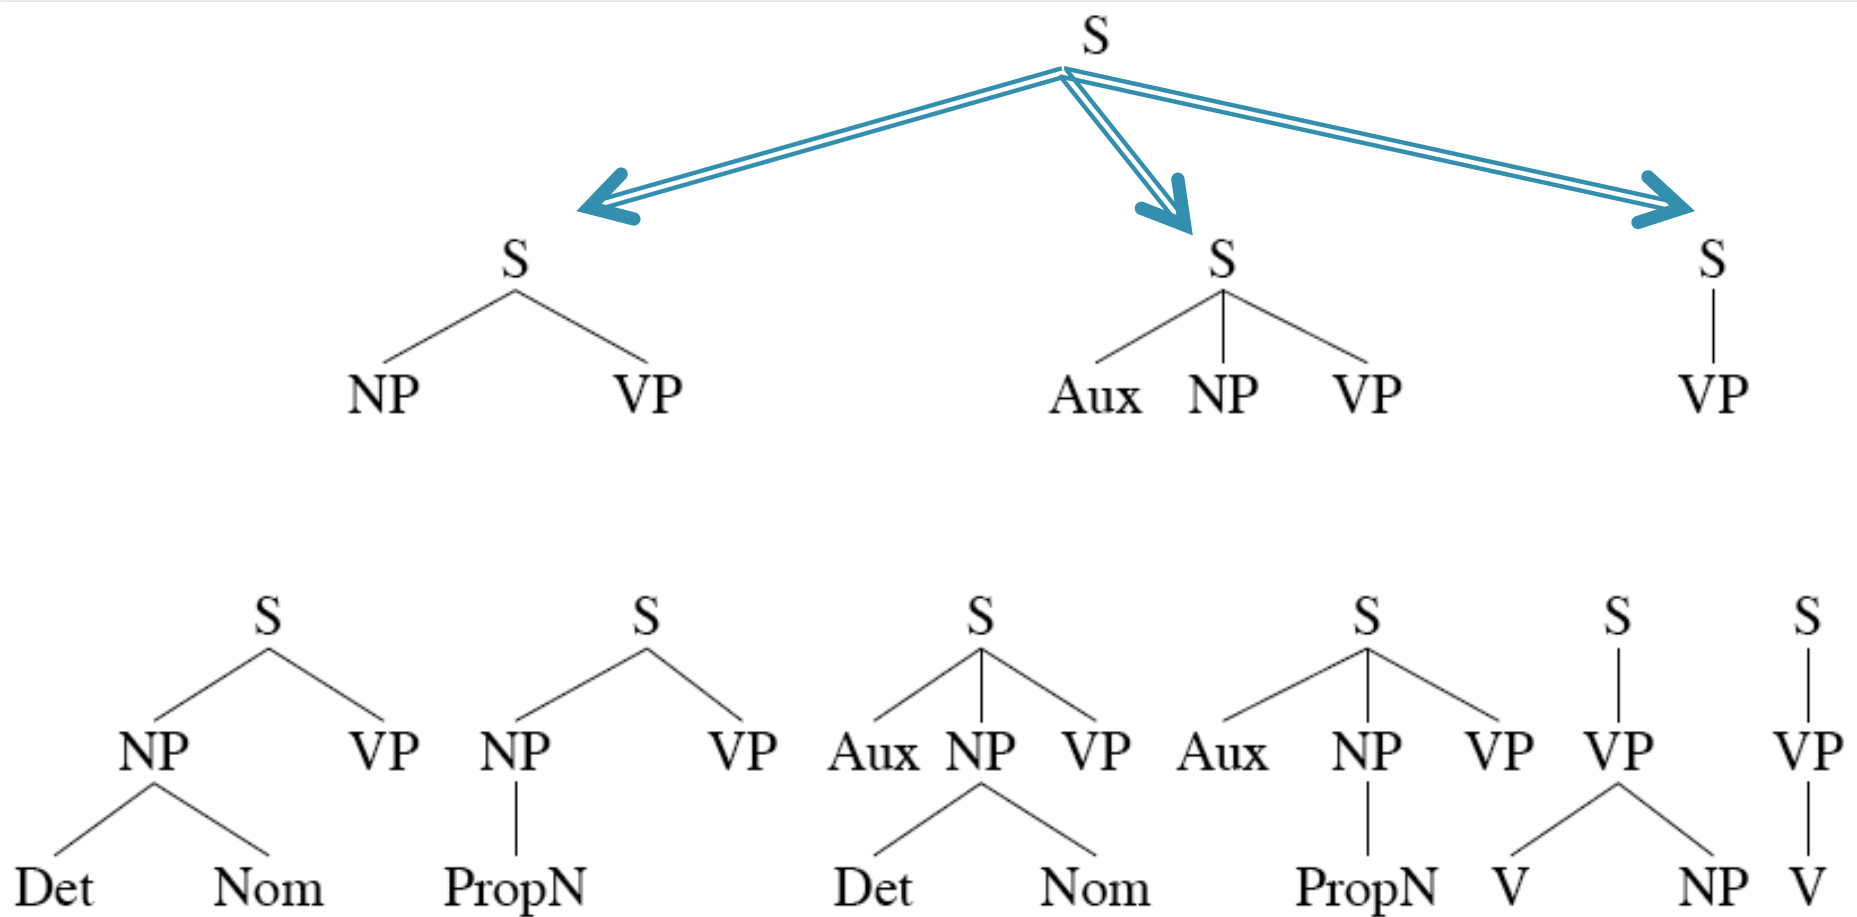 S
S S S
NP VP Aux NP VP VP
S S S S S S
NP VP NP VP Aux NP VP Aux NP VP VP VP
Det Nom PropN Det Nom PropN V NP V